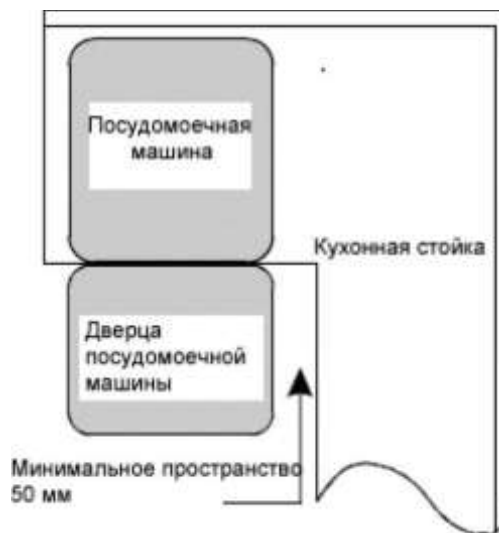 Посудомоечная
машина
Кухонная стойка
Дверца
посудомоечной
машины
Минимальное пространство
50 мм